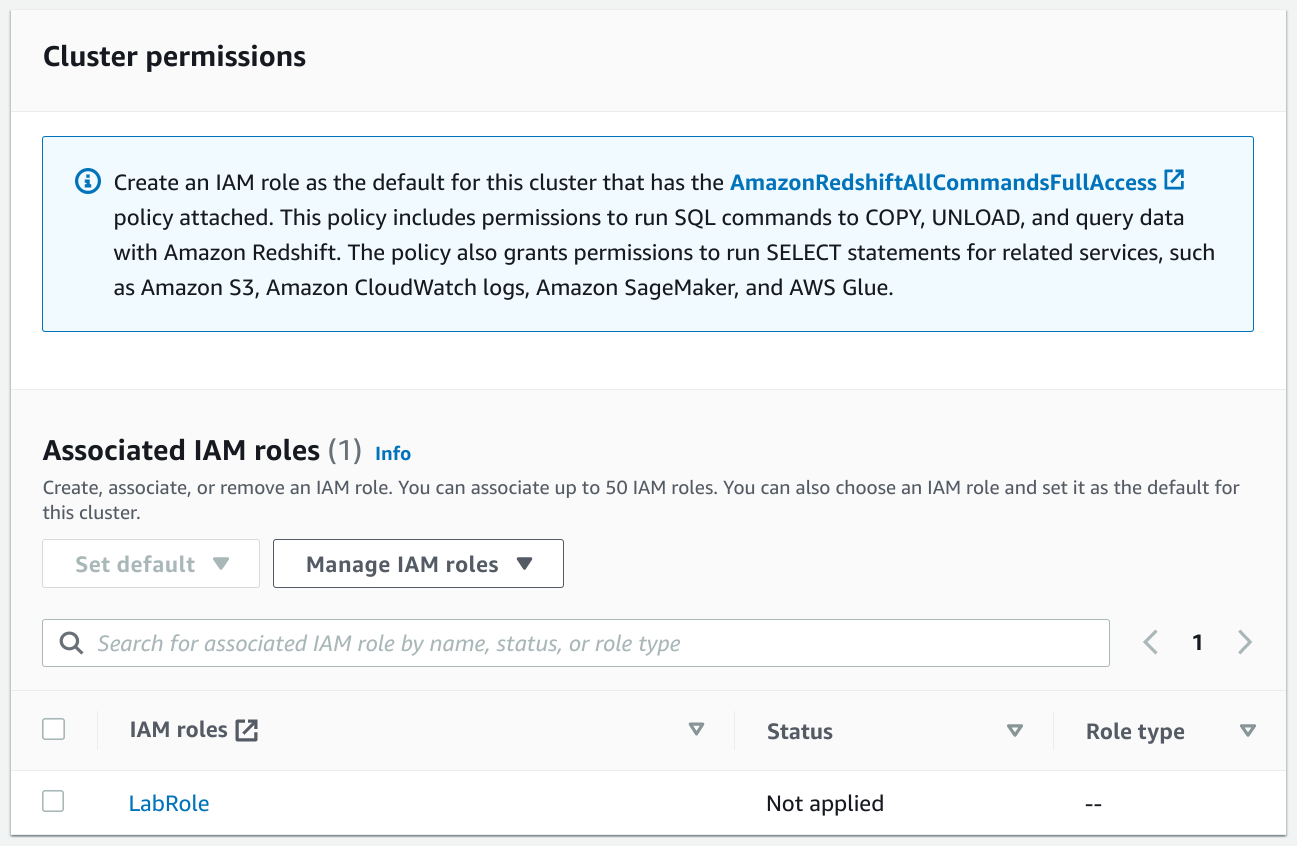 Cluster permissions
Create an IAM role as the default for this cluster that has the AmazonRedshiftAllCommandsFullAccess
policy attached. This policy includes permissions to run SQL commands to COPY, UNLOAD, and query data
with Amazon Redshift. The policy also grants permissions to run SELECT statements for related services, such
as Amazon S3, Amazon CloudWatch logs, Amazon SageMaker, and AWS Glue.
Associated IAM roles (1) Info
Create, associate, or remove an IAM role. You can associate up to 50 IAM roles. You can also choose an IAM role and set it as the default for
this cluster.
Set default Manage IAM roles
Search for associated IAM role by name, status, or role type 1
IAM roles Status Role type
LabRole Not applied --